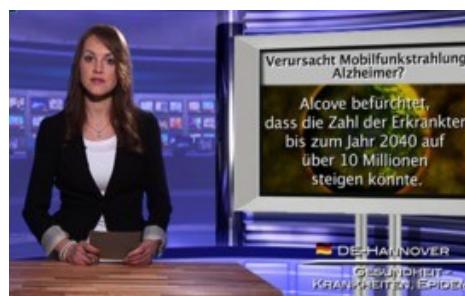 Verursacht Mobilfunkstrahlung
Alzheimer?
Alcove befürchtet,
dass die Zahl der Erkrankten
bis zum Jahr 2040 auf
über 10 Millionen
steigen könnte.
DE-HANNOVER
GESUNDHEIT -
KRANKHEITEN, EPIDEM